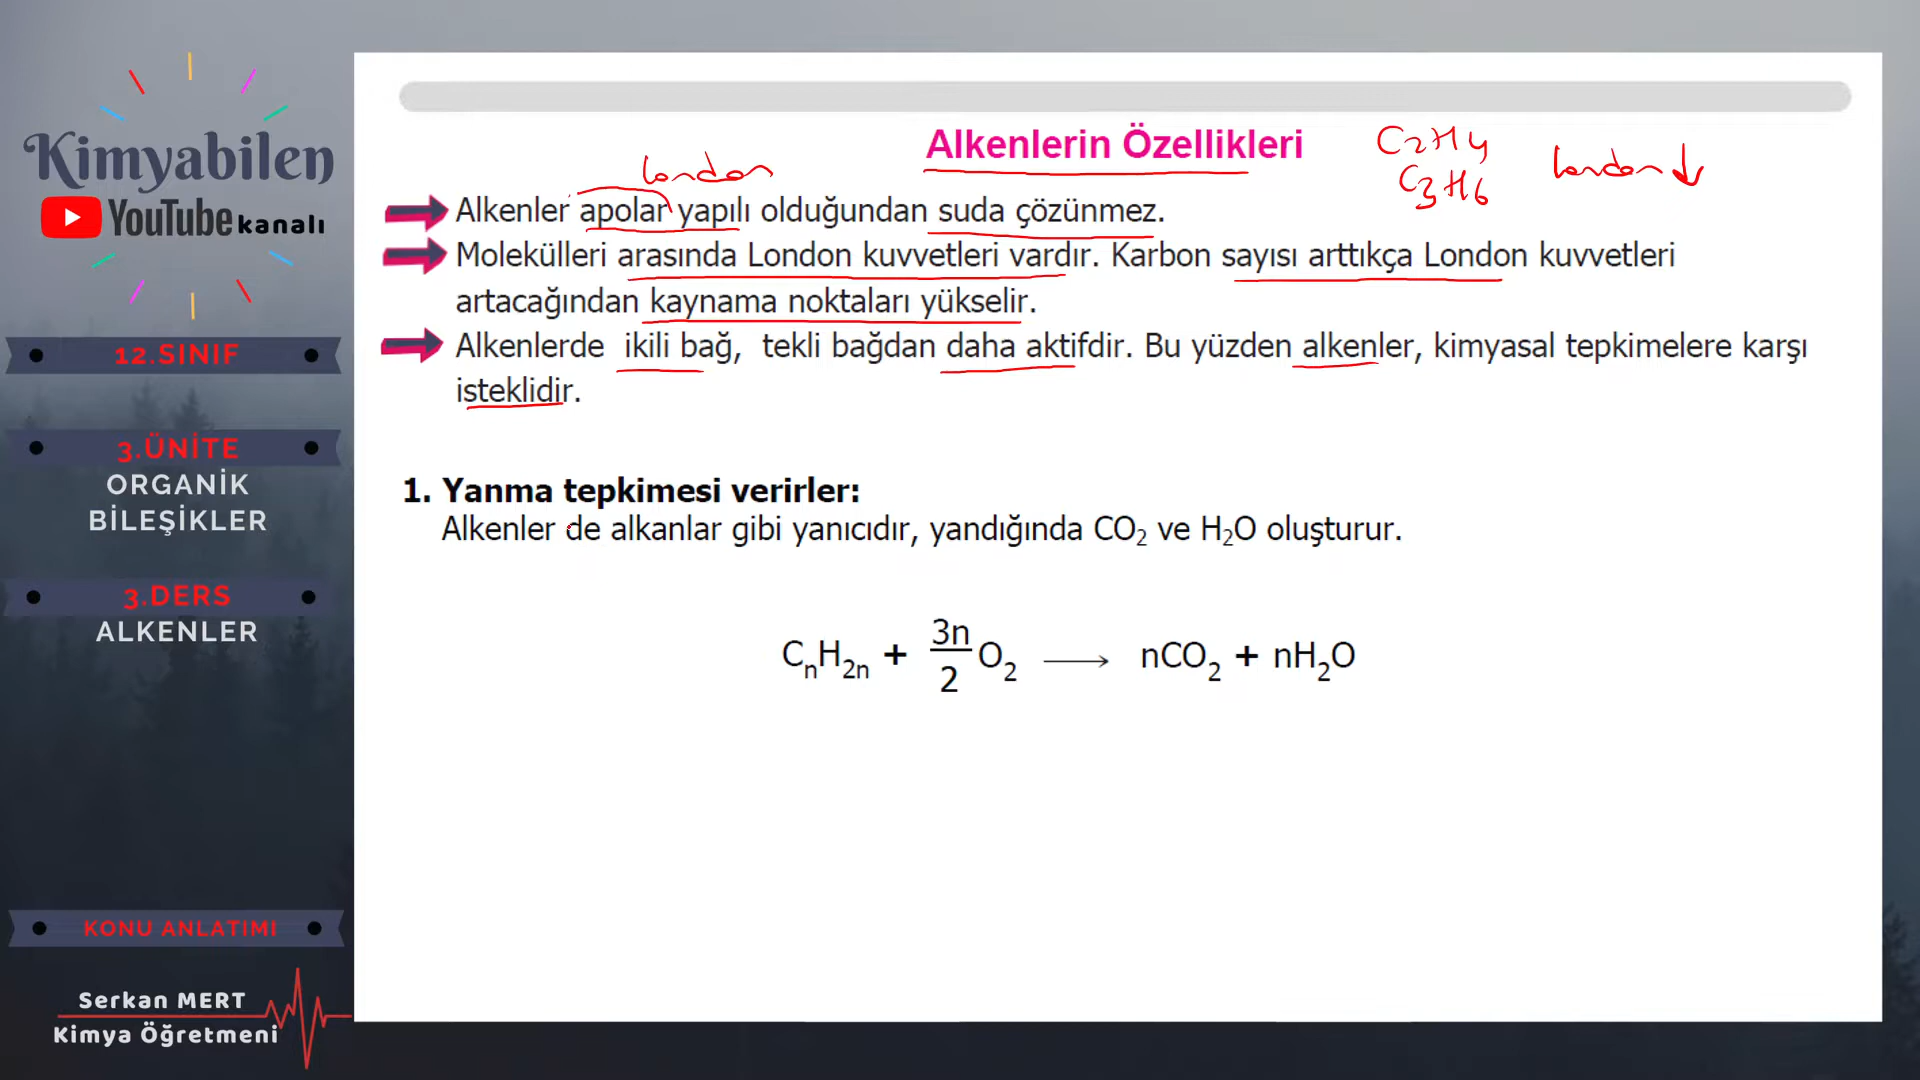 Kimyabilen
YouTube kanalı
12.SINIF
3.ÜNİTE
ORGANİK
BİLEŞİKLER
3.DERS
ALKENLER
KONU ANLATIMI
Serkan MERT
Kimya Öğretmeni
Alkenlerin Özellikleri
C2H4
C3H6
london ↓
london
Alkenler apolar yapılı olduğundan suda çözünmez.
Molekülleri arasında London kuvvetleri vardır. Karbon sayısı arttıkça London kuvvetleri
artacağından kaynama noktaları yükselir.
Alkenlerde ikili bağ, tekli bağdan daha aktifdir. Bu yüzden alkenler, kimyasal tepkimelere karşı
isteklidir.
1. Yanma tepkimesi verirler:
Alkenler de alkanlar gibi yanıcıdır, yandığında CO₂ ve H₂O oluşturur.
CₙH₂ₙ + 3n/2 O₂ ⟶ nCO₂ + nH₂O